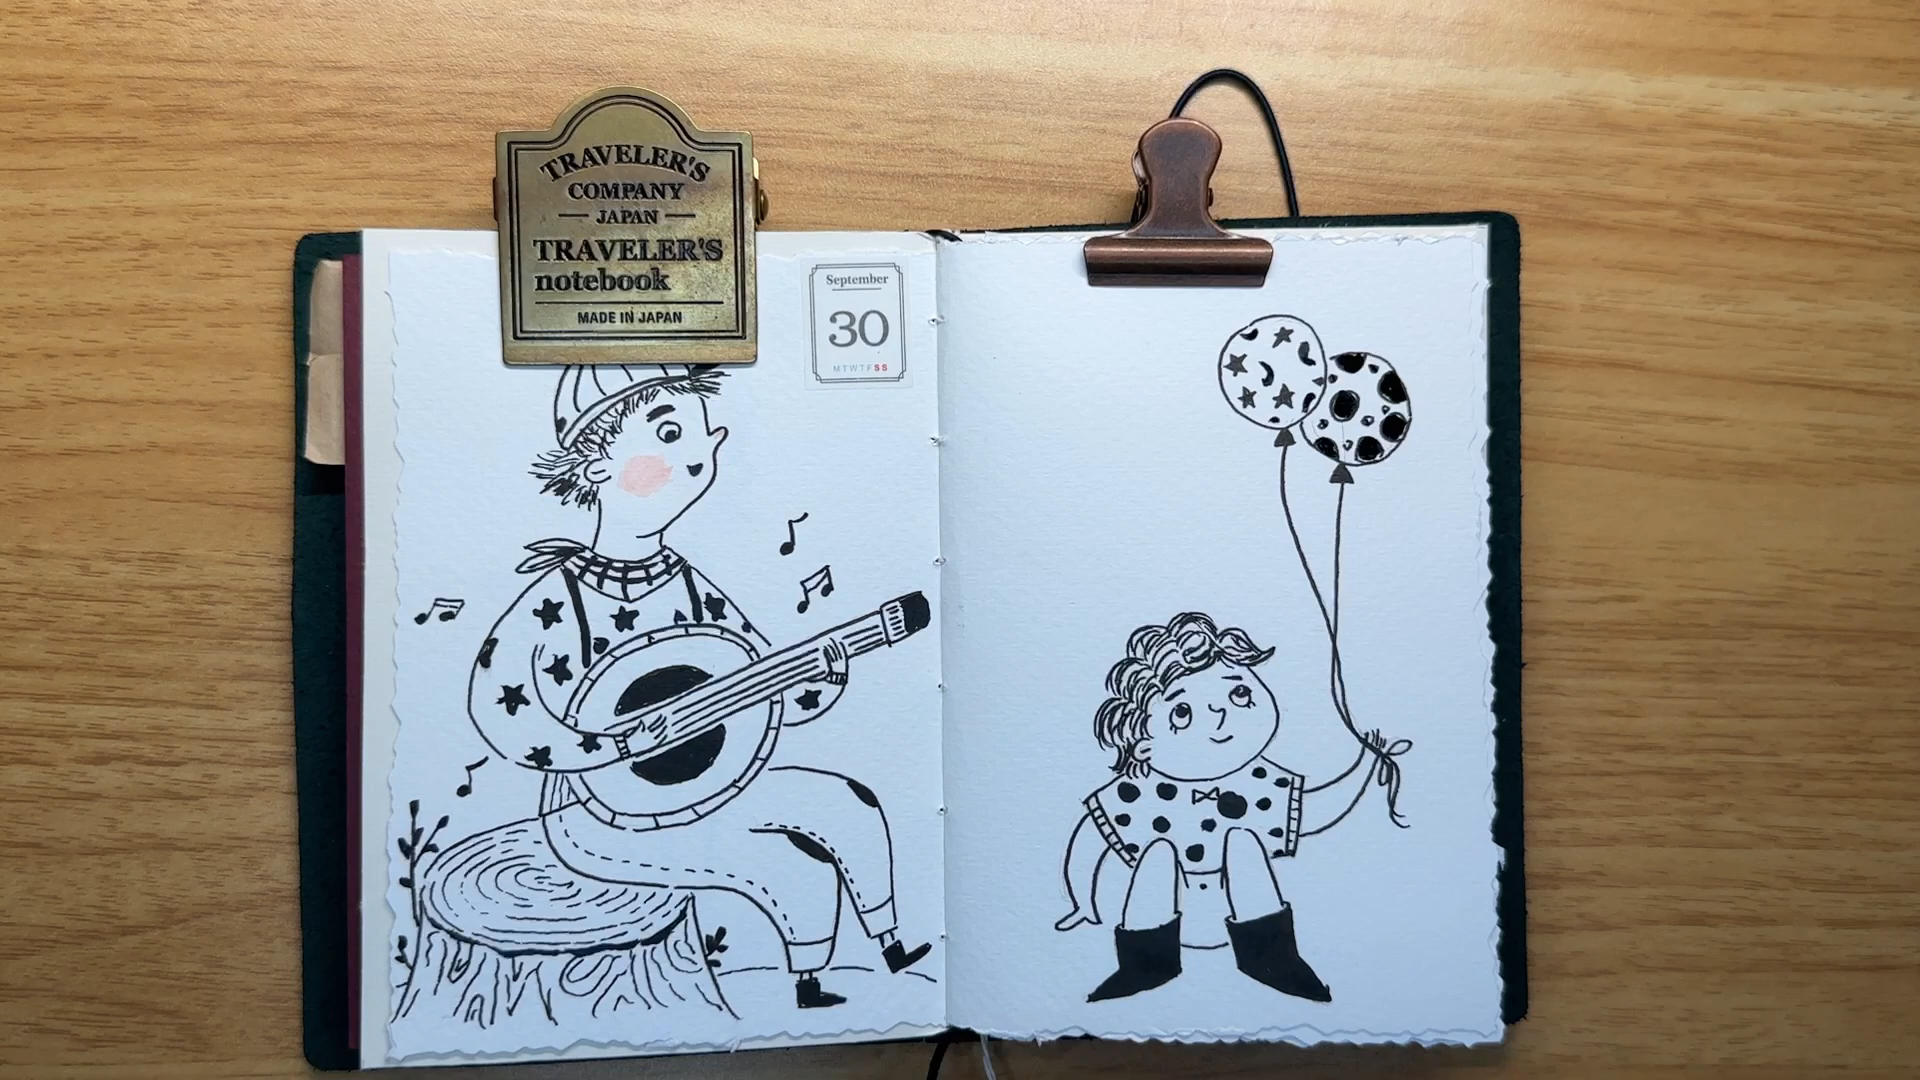 TRAVELER'S
COMPANY
JAPAN
TRAVELER'S
notebook
MADE IN JAPAN
September
30
MTWTFSS